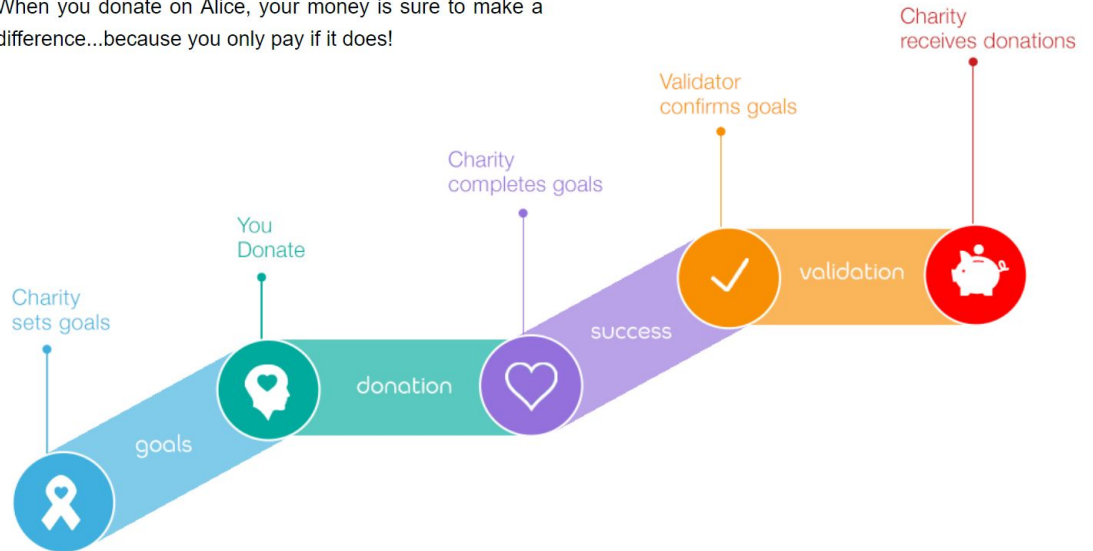 When you donate on Alice, your money is sure to make a
difference...because you only pay if it does!
Charity
sets goals
goals
You
Donate
donation
Charity
completes goals
success
Validator
confirms goals
validation
Charity
receives donations